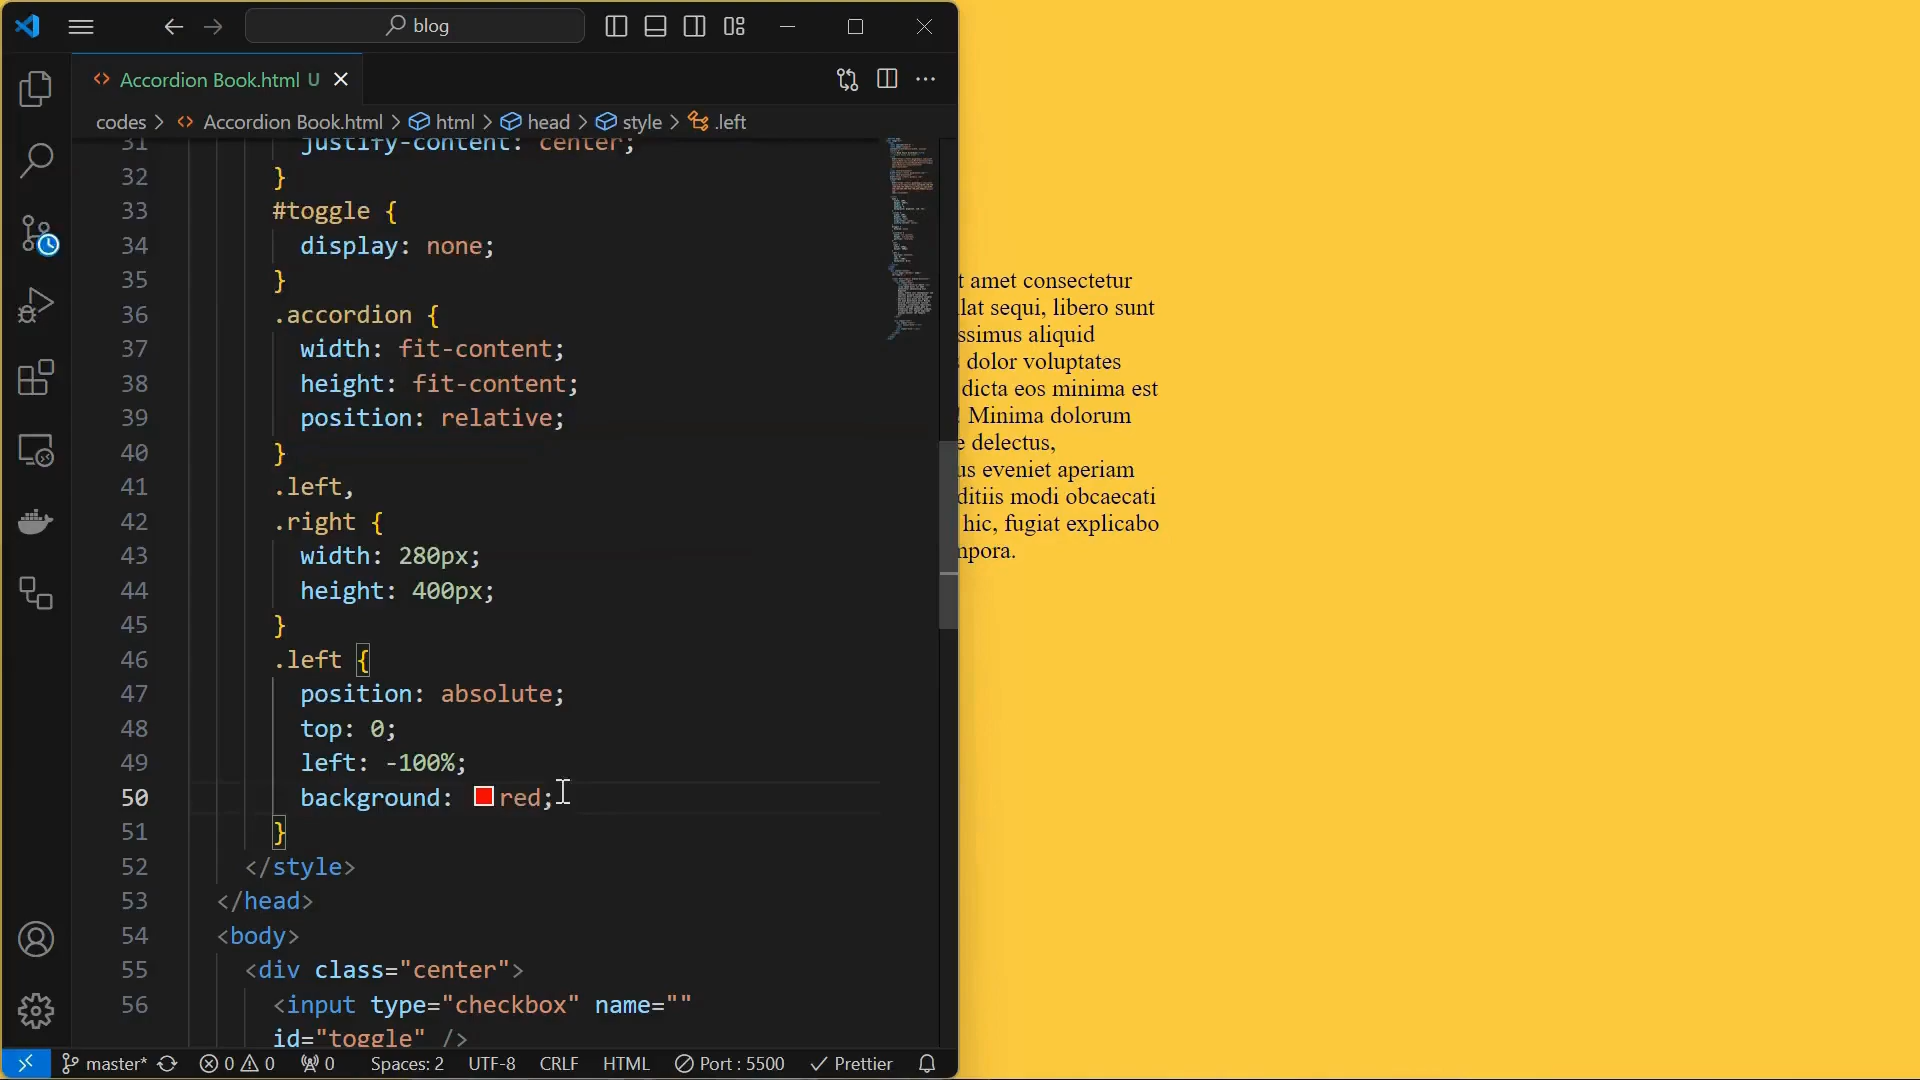 blog
Accordion Book.html U
codes > Accordion Book.html > html > head > style > .left
31 justify-content: center;
32 }
33 #toggle {
34 display: none;
35 }
36 .accordion {
37 width: fit-content;
38 height: fit-content;
39 position: relative;
40 }
41 .left,
42 .right {
43 width: 280px;
44 height: 400px;
45 }
46 .left {
47 position: absolute;
48 top: 0;
49 left: -100%;
50 background: red;
51 }
52 </style>
53 </head>
54 <body>
55 <div class="center">
56 <input type="checkbox" name=""
id="toggle" />
master* 0 0 0 Spaces: 2 UTF-8 CRLF HTML Port : 5500 Prettier
t amet consectetur
lat sequi, libero sunt
ssimus aliquid
dolor voluptates
dicta eos minima est
! Minima dolorum
e delectus,
us eveniet aperiam
ditiis modi obcaecati
hic, fugiat explicabo
mpora.